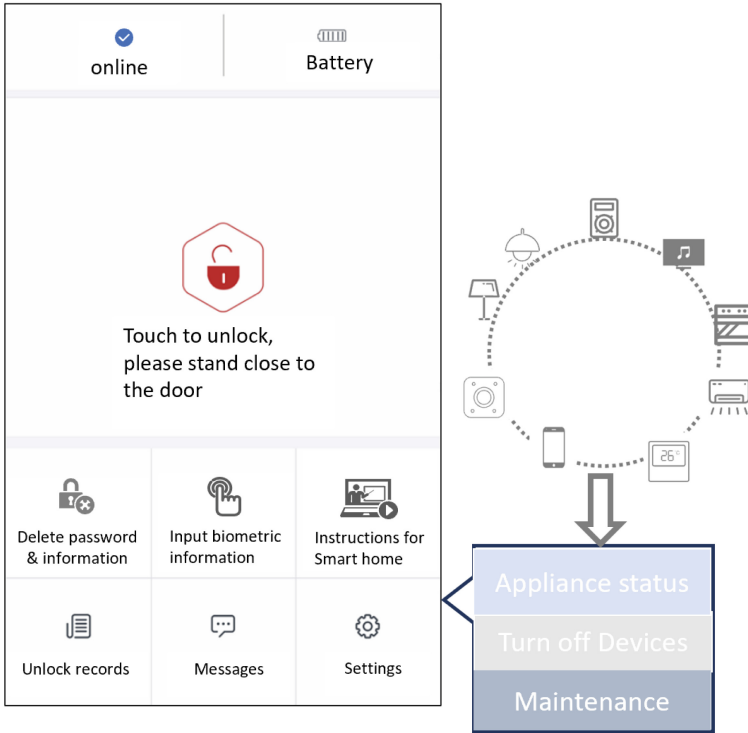 online
Battery
Touch to unlock,
please stand close to
the door
Delete password
& information
Input biometric
information
Instructions for
Smart home
Unlock records
Messages
Settings
26°
Appliance status
Turn off Devices
Maintenance